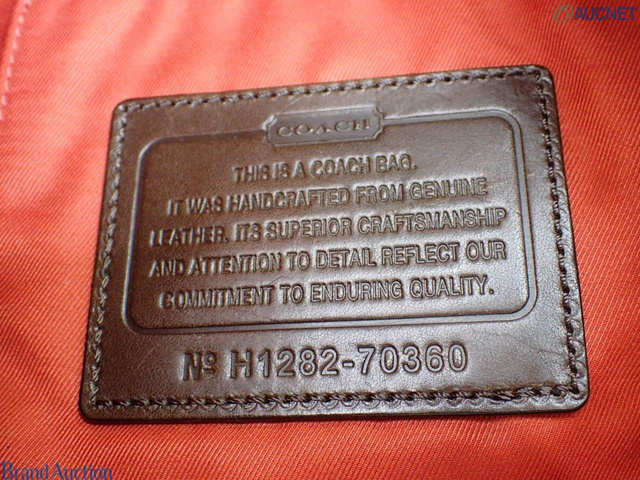 AUCNET
COACH
THIS IS A COACH BAG.
IT WAS HANDCRAFTED FROM GENUINE
LEATHER. ITS SUPERIOR CRAFTSMANSHIP
AND ATTENTION TO DETAIL REFLECT OUR
COMMITMENT TO ENDURING QUALITY.
Nº H1282-70360
Brand Auction